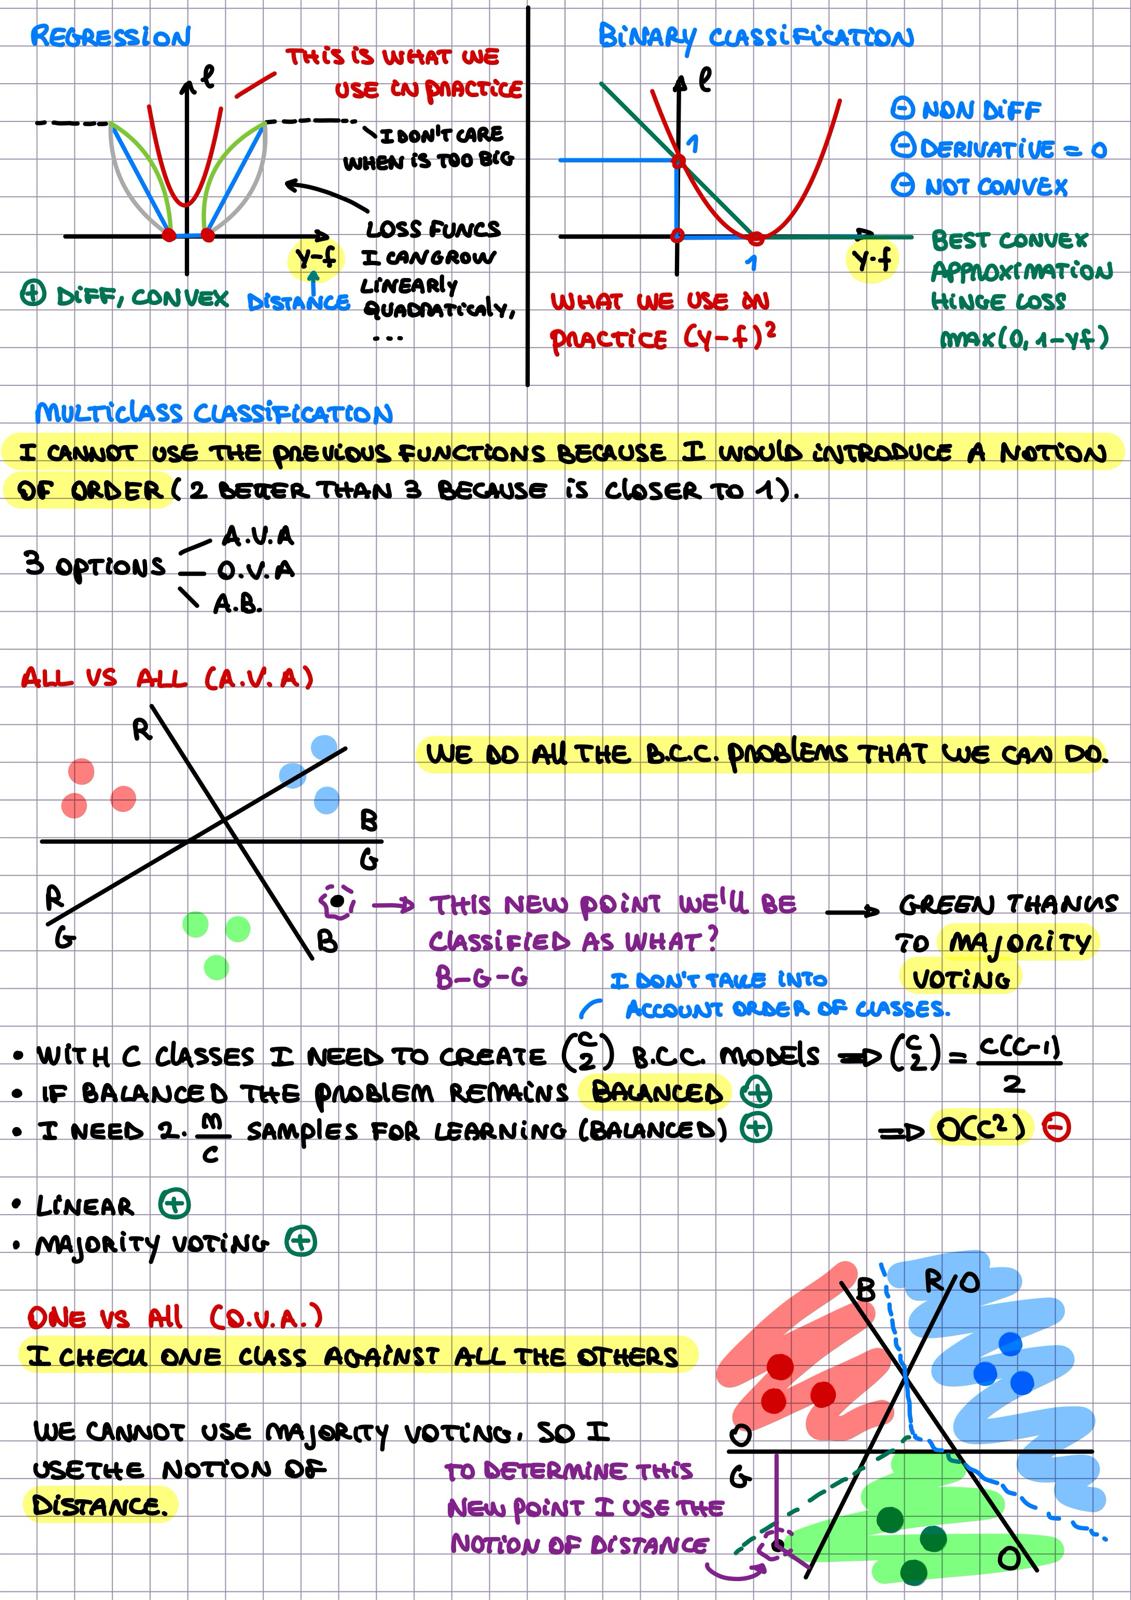 REGRESSION
THIS IS WHAT WE
USE IN PRACTICE
ℓ
I DON'T CARE
WHEN IS TOO BIG
LOSS FUNCS
I CAN GROW
LINEARLY
QUADRATICALY,
...
y-f
⊕ DIFF, CONVEX
DISTANCE
BINARY CLASSIFICATION
ℓ
1
1
y·f
⊖ NON DIFF
⊖ DERIVATIVE = 0
⊖ NOT CONVEX
BEST CONVEX
APPROXIMATION
HINGE LOSS
MAX(0, 1-yf)
WHAT WE USE IN
PRACTICE (y-f)²
MULTICLASS CLASSIFICATION
I CANNOT USE THE PREVIOUS FUNCTIONS BECAUSE I WOULD INTRODUCE A NOTION
OF ORDER (2 BETTER THAN 3 BECAUSE IS CLOSER TO 1).
3 OPTIONS
A.V.A
O.V.A
A.B.
ALL VS ALL (A.V.A)
R
B
G
R
G
B
WE DO ALL THE B.C.C. PROBLEMS THAT WE CAN DO.
THIS NEW POINT WE'LL BE
CLASSIFIED AS WHAT?
B-G-G
GREEN THANKS
TO MAJORITY
VOTING
I DON'T TAKE INTO
ACCOUNT ORDER OF CLASSES.
• WITH C CLASSES I NEED TO CREATE (C 2) B.C.C. MODELS ⇒ (C 2) = C(C-1)/2
• IF BALANCED THE PROBLEM REMAINS BALANCED ⊕
• I NEED 2·m/C SAMPLES FOR LEARNING (BALANCED) ⊕ ⇒ O(C²) ⊖
• LINEAR ⊕
• MAJORITY VOTING ⊕
ONE VS ALL (O.V.A.)
I CHECK ONE CLASS AGAINST ALL THE OTHERS
WE CANNOT USE MAJORITY VOTING, SO I
USE THE NOTION OF
DISTANCE.
TO DETERMINE THIS
NEW POINT I USE THE
NOTION OF DISTANCE
B
R O
O
G
O